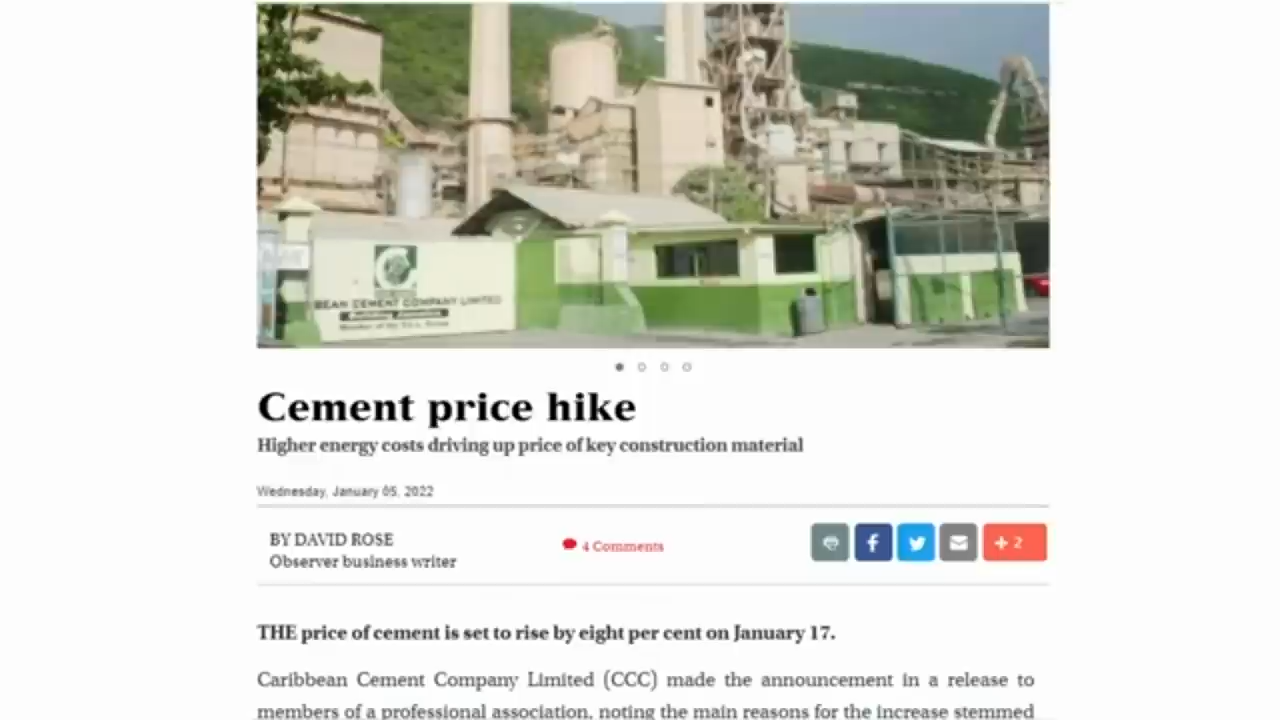 BEAN CEMENT COMPANY LIMITED
Cement price hike
Higher energy costs driving up price of key construction material
Wednesday, January 05, 2022
BY DAVID ROSE
Observer business writer
4 Comments
f
+ 2
THE price of cement is set to rise by eight per cent on January 17.
Caribbean Cement Company Limited (CCC) made the announcement in a release to
members of a professional association, noting the main reasons for the increase stemmed